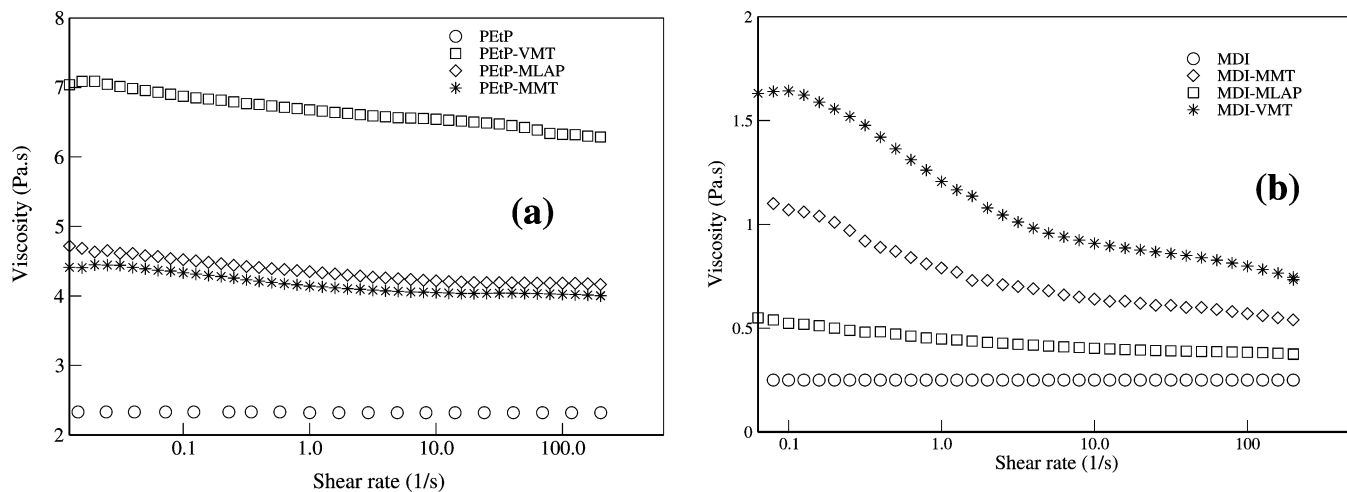 8
7
6
5
4
3
2
Viscosity (Pa.s)
PEtP
PEtP-VMT
PEtP-MLAP
PEtP-MMT
(a)
0.1
1.0
10.0
100.0
Shear rate (1/s)
2
1.5
1
0.5
0
Viscosity (Pa.s)
MDI
MDI-MMT
MDI-MLAP
MDI-VMT
(b)
0.1
1.0
10.0
100
Shear rate (1/s)